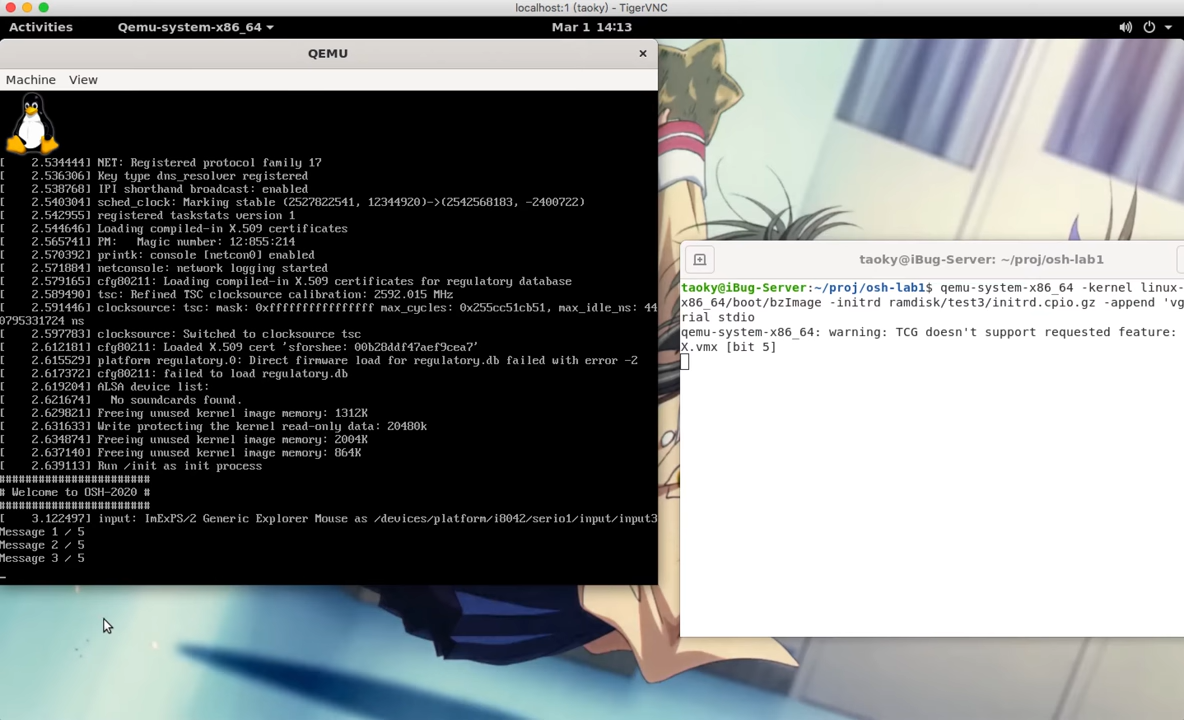 localhost:1 (taoky) - TigerVNC
Activities Qemu-system-x86_64 Mar 1 14:13
QEMU
Machine View
[    2.534444] NET: Registered protocol family 17
[    2.536306] Key type dns_resolver registered
[    2.538768] IPI shorthand broadcast: enabled
[    2.540304] sched_clock: Marking stable (2527822541, 12344920)->(2542568183, -2400722)
[    2.542955] registered taskstats version 1
[    2.544646] Loading compiled-in X.509 certificates
[    2.565741] PM:   Magic number: 12:855:214
[    2.570392] printk: console [netcon0] enabled
[    2.571884] netconsole: network logging started
[    2.579165] cfg80211: Loading compiled-in X.509 certificates for regulatory database
[    2.589490] tsc: Refined TSC clocksource calibration: 2592.015 MHz
[    2.591446] clocksource: tsc: mask: 0xffffffffffffffff max_cycles: 0x255cc51cb51, max_idle_ns: 44
0795331724 ns
[    2.597783] clocksource: Switched to clocksource tsc
[    2.612181] cfg80211: Loaded X.509 cert 'sforshee: 00b28ddf47aef9cea7'
[    2.615529] platform regulatory.0: Direct firmware load for regulatory.db failed with error -2
[    2.617372] cfg80211: failed to load regulatory.db
[    2.619204] ALSA device list:
[    2.621674]   No soundcards found.
[    2.629821] Freeing unused kernel image memory: 1312K
[    2.631633] Write protecting the kernel read-only data: 20480k
[    2.634874] Freeing unused kernel image memory: 2004K
[    2.637140] Freeing unused kernel image memory: 864K
[    2.639113] Run /init as init process
#######################
# Welcome to OSH-2020 #
#######################
[    3.122497] input: ImExPS/2 Generic Explorer Mouse as /devices/platform/i8042/serio1/input/input3
Message 1 / 5
Message 2 / 5
Message 3 / 5
taoky@iBug-Server: ~/proj/osh-lab1
taoky@iBug-Server:~/proj/osh-lab1$ qemu-system-x86_64 -kernel linux-
x86_64/boot/bzImage -initrd ramdisk/test3/initrd.cpio.gz -append 'vg
rial stdio
qemu-system-x86_64: warning: TCG doesn't support requested feature:
X.vmx [bit 5]